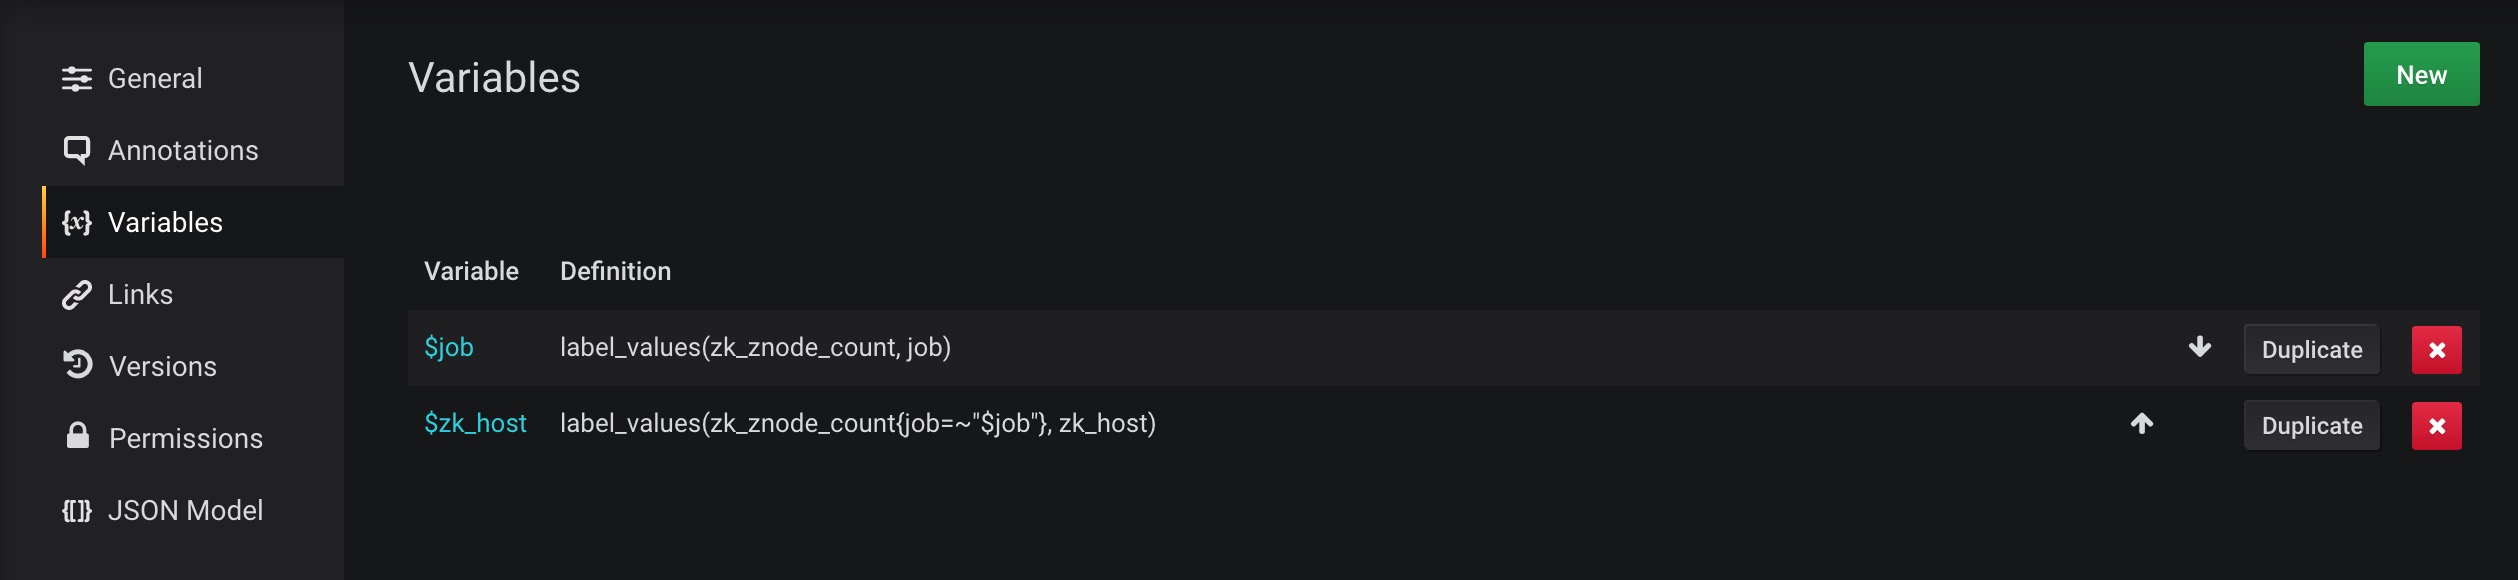 General
Annotations
Variables
Links
Versions
Permissions
JSON Model
Variables
New
Variable Definition
$job label_values(zk_znode_count, job) Duplicate
$zk_host label_values(zk_znode_count{job=~"$job"}, zk_host) Duplicate